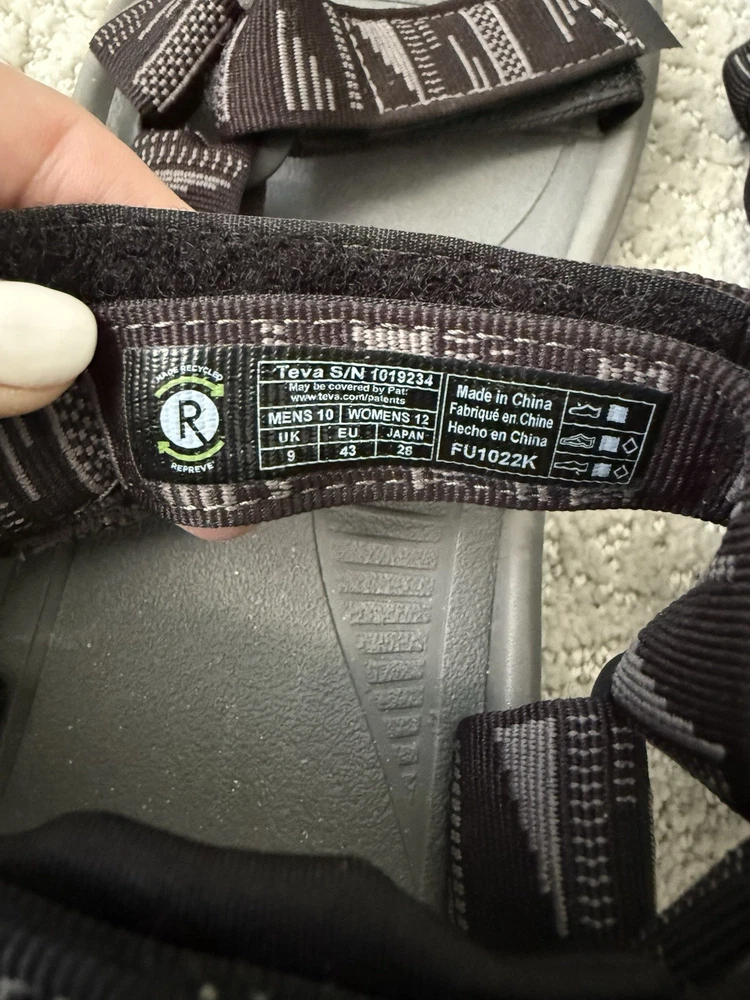 MADE RECYCLED
R
REPREVE
Teva S/N 1019234
May be covered by Pat:
www.teva.com/patents
MENS 10 WOMENS 12
UK EU JAPAN
9 43 28
Made in China
Fabriqué en Chine
Hecho en China
FU1022K